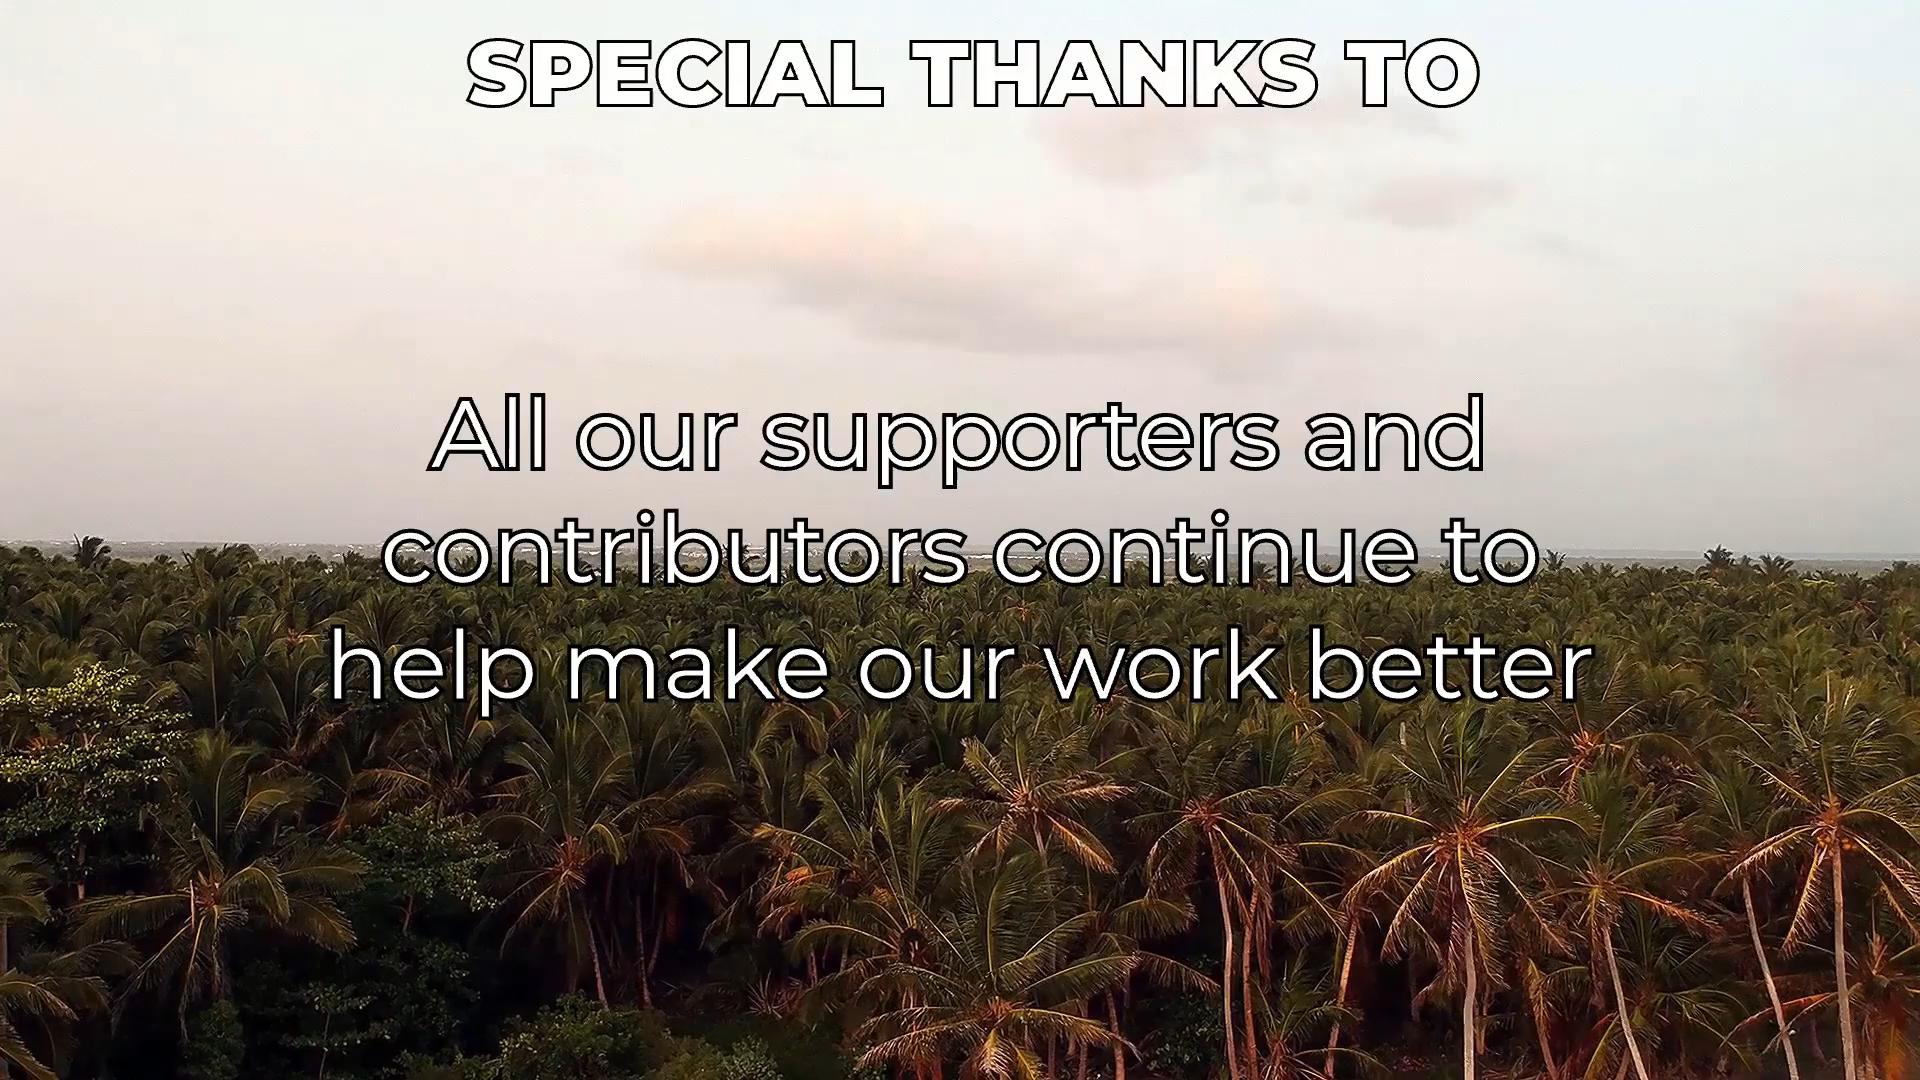 SPECIAL THANKS TO
All our supporters and
contributors continue to
help make our work better